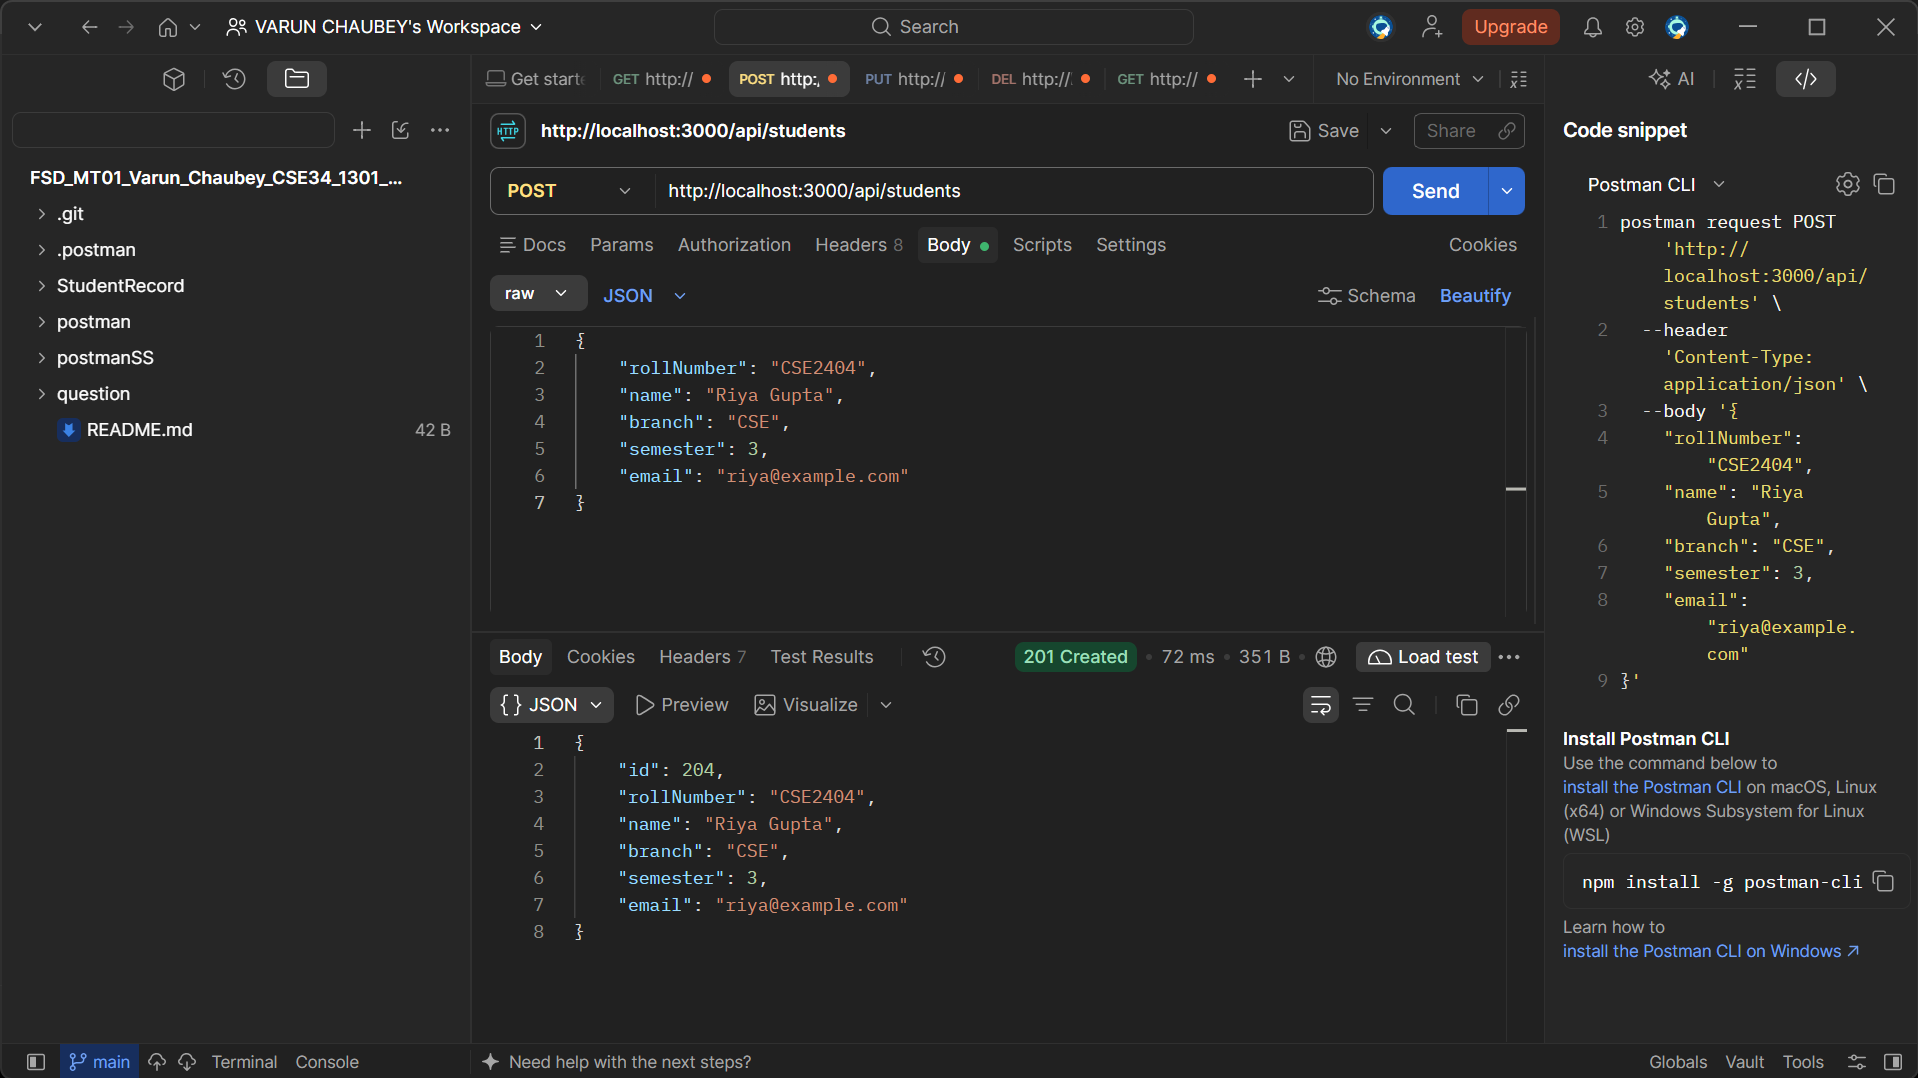 VARUN CHAUBEY's Workspace
Search
Upgrade
Get starte
GET http://
POST http:/
PUT http://
DEL http://
GET http://
No Environment
AI
FSD_MT01_Varun_Chaubey_CSE34_1301_...
.git
.postman
StudentRecord
postman
postmanSS
question
README.md 42 B
HTTP http://localhost:3000/api/students
Save
Share
POST http://localhost:3000/api/students
Send
Docs Params Authorization Headers 8 Body Scripts Settings Cookies
raw JSON Schema Beautify
1 {
2 "rollNumber": "CSE2404",
3 "name": "Riya Gupta",
4 "branch": "CSE",
5 "semester": 3,
6 "email": "riya@example.com"
7 }
Body Cookies Headers 7 Test Results 201 Created 72 ms 351 B Load test
{} JSON Preview Visualize
1 {
2 "id": 204,
3 "rollNumber": "CSE2404",
4 "name": "Riya Gupta",
5 "branch": "CSE",
6 "semester": 3,
7 "email": "riya@example.com"
8 }
Code snippet
Postman CLI
1 postman request POST
'http://
localhost:3000/api/
students' \
2 --header
'Content-Type:
application/json' \
3 --body '{
4 "rollNumber":
"CSE2404",
5 "name": "Riya
Gupta",
6 "branch": "CSE",
7 "semester": 3,
8 "email":
"riya@example.
com"
9 }'
Install Postman CLI
Use the command below to
install the Postman CLI on macOS, Linux
(x64) or Windows Subsystem for Linux
(WSL)
npm install -g postman-cli
Learn how to
install the Postman CLI on Windows
main Terminal Console
Need help with the next steps?
Globals Vault Tools